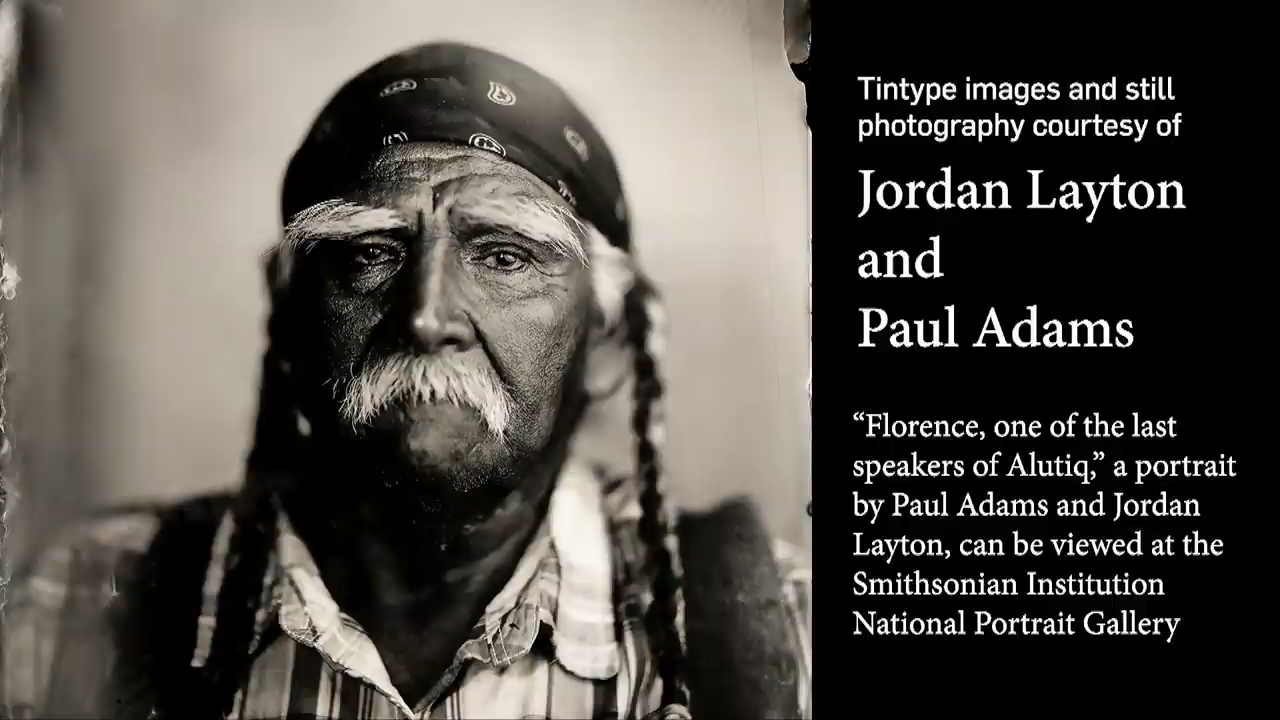 Tintype images and still
photography courtesy of
Jordan Layton
and
Paul Adams
“Florence, one of the last
speakers of Alutiq,” a portrait
by Paul Adams and Jordan
Layton, can be viewed at the
Smithsonian Institution
National Portrait Gallery